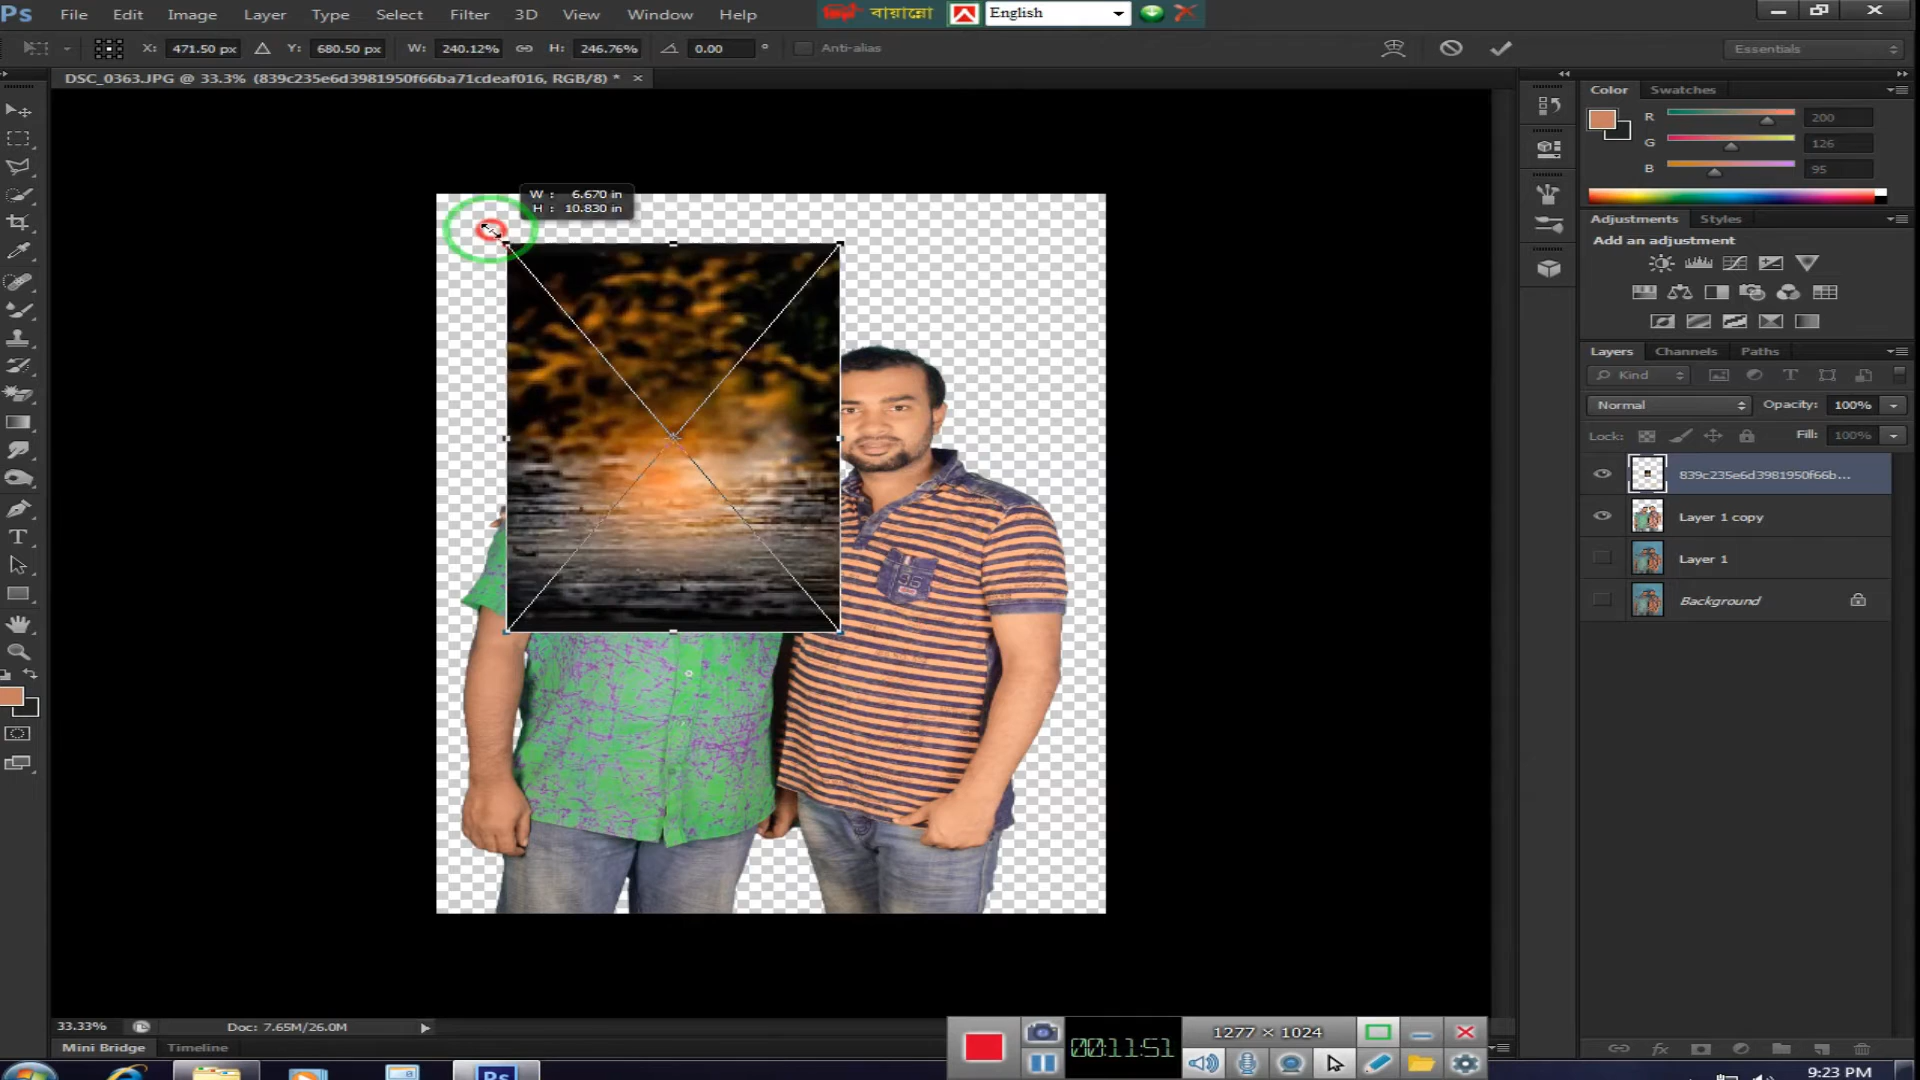 Ps File Edit Image Layer Type Select Filter 3D View Window Help
বায়ান্নো English
X: 471.50 px Y: 680.50 px W: 240.12% H: 246.76% 0.00 ° Anti-alias Essentials
DSC_0363.JPG @ 33.3% (839c235e6d3981950f66ba71cdeaf016, RGB/8) * ×
Color Swatches
R 200
G 126
B 95
W : 6.670 in
H : 10.830 in
Adjustments Styles
Add an adjustment
Layers Channels Paths
Kind
Normal Opacity: 100%
Lock: Fill: 100%
839c235e6d3981950f66b...
Layer 1 copy
Layer 1
Background
33.33% Doc: 7.65M/26.0M
Mini Bridge Timeline
00:11:51
1277 × 1024
Ps
9:23 PM